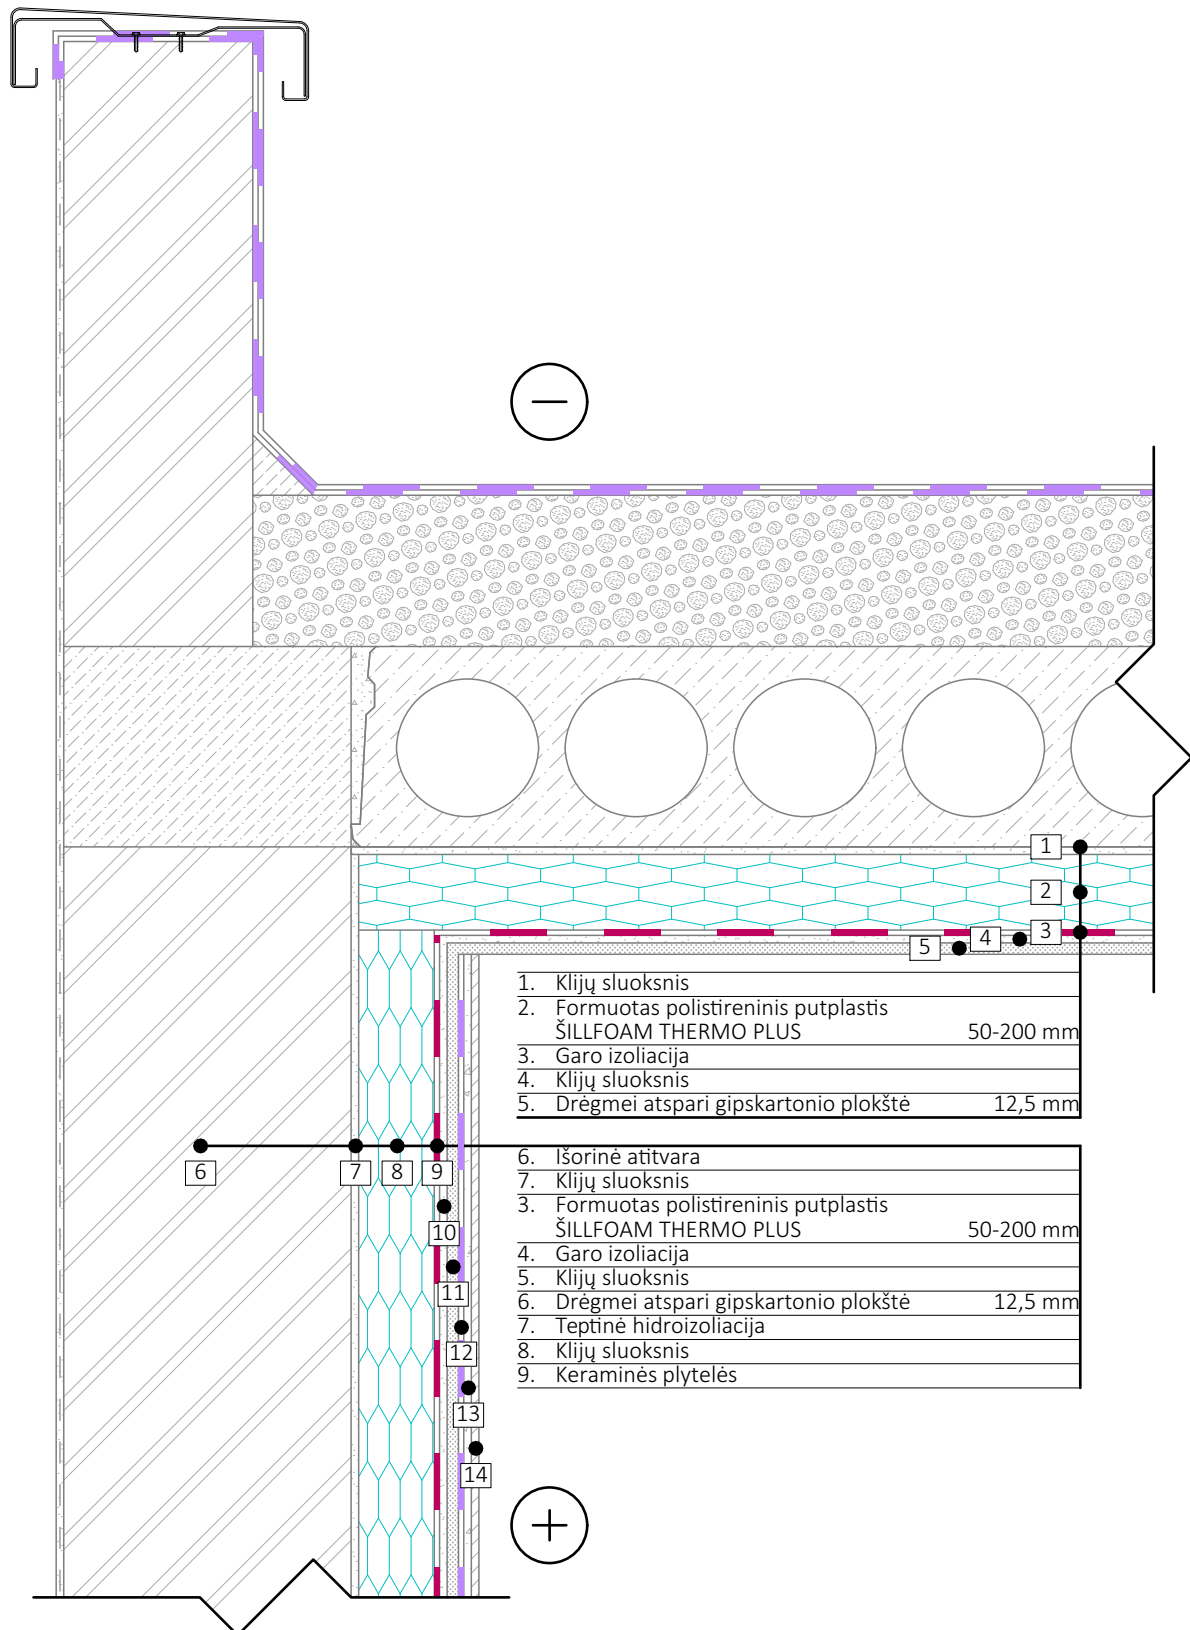 −
1
2
3
4
5
1. Klijų sluoksnis
2. Formuotas polistireninis putplastis
ŠILLFOAM THERMO PLUS 50-200 mm
3. Garo izoliacija
4. Klijų sluoksnis
5. Drėgmei atspari gipskartonio plokštė 12,5 mm
6 7 8 9
10
11
12
13
14
6. Išorinė atitvara
7. Klijų sluoksnis
3. Formuotas polistireninis putplastis
ŠILLFOAM THERMO PLUS 50-200 mm
4. Garo izoliacija
5. Klijų sluoksnis
6. Drėgmei atspari gipskartonio plokštė 12,5 mm
7. Teptinė hidroizoliacija
8. Klijų sluoksnis
9. Keraminės plytelės
+